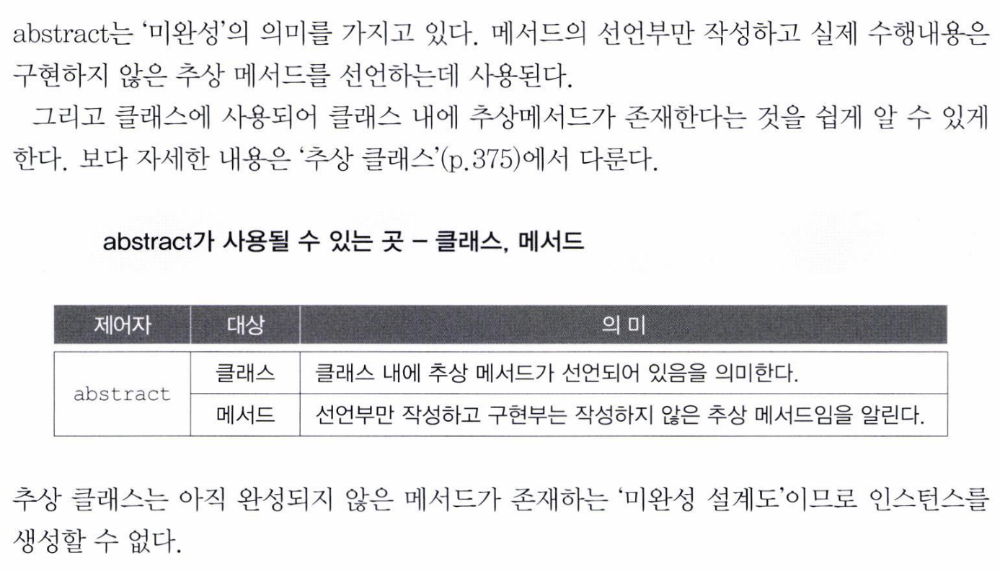 abstract는 ‘미완성’의 의미를 가지고 있다. 메서드의 선언부만 작성하고 실제 수행내용은
구현하지 않은 추상 메서드를 선언하는데 사용된다.
그리고 클래스에 사용되어 클래스 내에 추상메서드가 존재한다는 것을 쉽게 알 수 있게
한다. 보다 자세한 내용은 ‘추상 클래스’(p.375)에서 다룬다.
abstract가 사용될 수 있는 곳 – 클래스, 메서드
제어자 대상 의 미
abstract 클래스 클래스 내에 추상 메서드가 선언되어 있음을 의미한다.
메서드 선언부만 작성하고 구현부는 작성하지 않은 추상 메서드임을 알린다.
추상 클래스는 아직 완성되지 않은 메서드가 존재하는 ‘미완성 설계도’이므로 인스턴스를
생성할 수 없다.